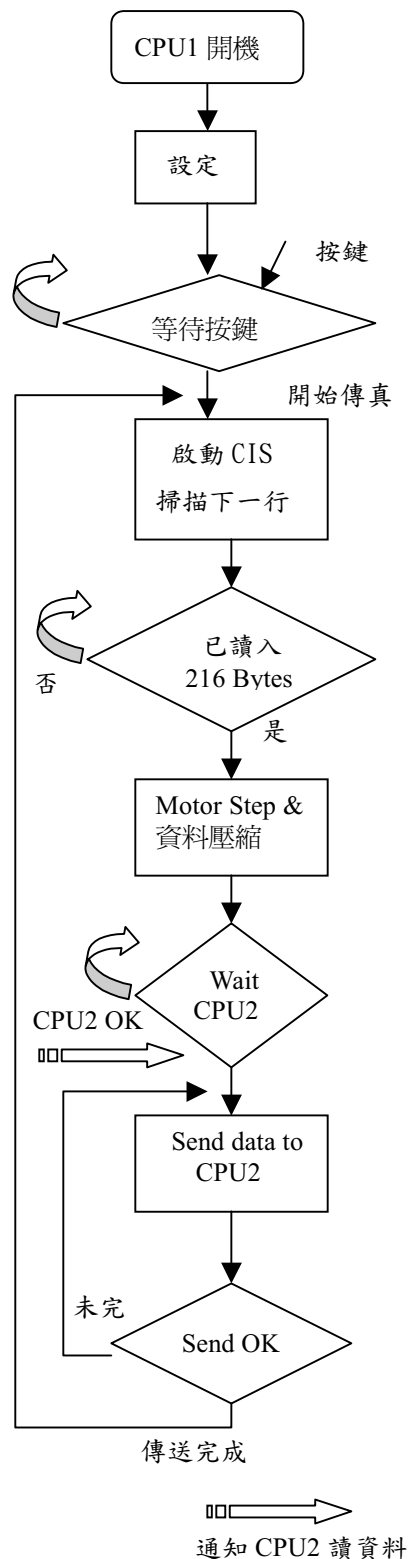 CPU1 開機
設定
按鍵
等待按鍵
開始傳真
啟動 CIS
掃描下一行
已讀入
216 Bytes
否
是
Motor Step &
資料壓縮
Wait
CPU2
CPU2 OK
Send data to
CPU2
未完
Send OK
傳送完成
通知 CPU2 讀資料